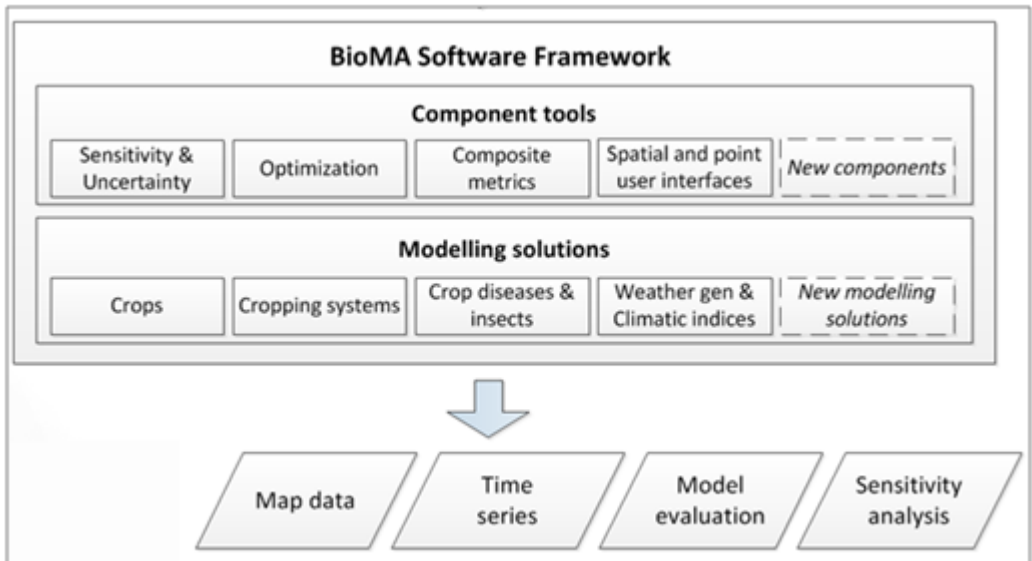 BioMA Software Framework
Component tools
Sensitivity &
Uncertainty
Optimization
Composite
metrics
Spatial and point
user interfaces
New components
Modelling solutions
Crops
Cropping systems
Crop diseases &
insects
Weather gen &
Climatic indices
New modelling
solutions
Map data
Time
series
Model
evaluation
Sensitivity
analysis